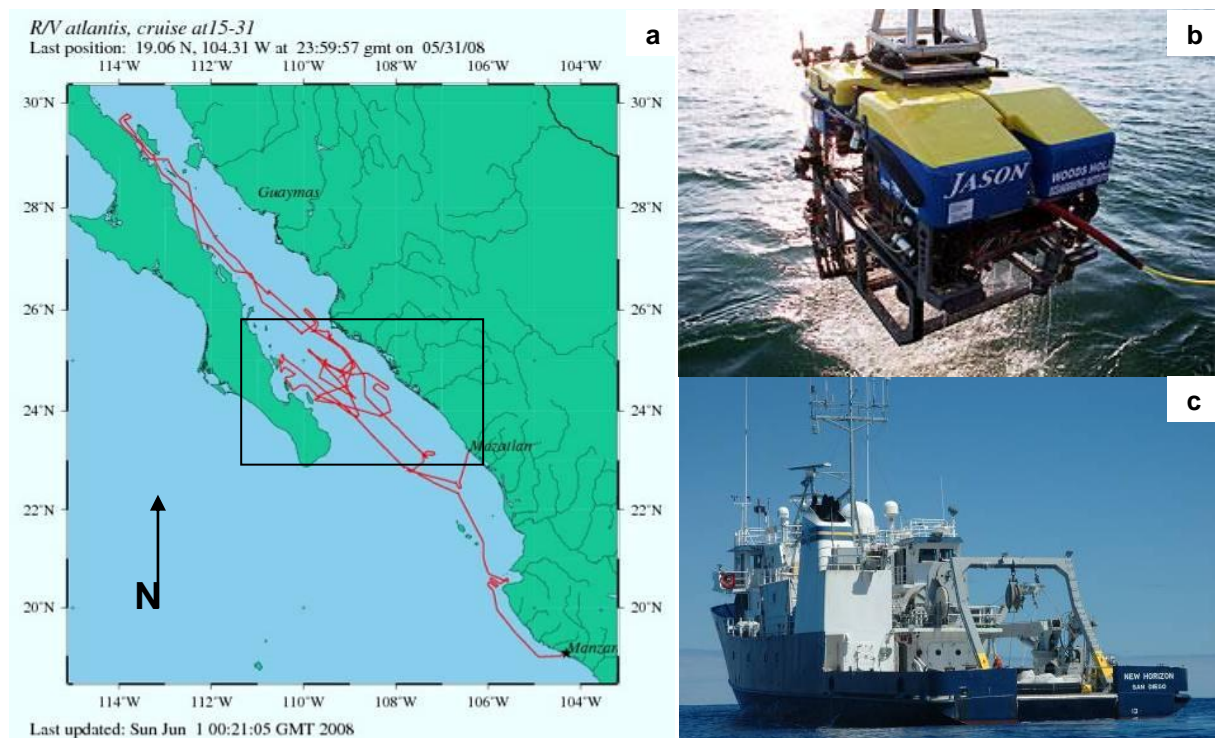 R/V atlantis, cruise at15-31
Last position: 19.06 N, 104.31 W at 23:59:57 gmt on 05/31/08
a
114°W 112°W 110°W 108°W 106°W 104°W
30°N 30°N
Guaymas
28°N 28°N
26°N 26°N
24°N 24°N
Mazatlan
22°N 22°N
N
20°N 20°N
Manzan
114°W 112°W 110°W 108°W 106°W 104°W
Last updated: Sun Jun 1 00:21:05 GMT 2008
b
JASON
WOODS HOL
c
NEW HORIZON
SAN DIEGO